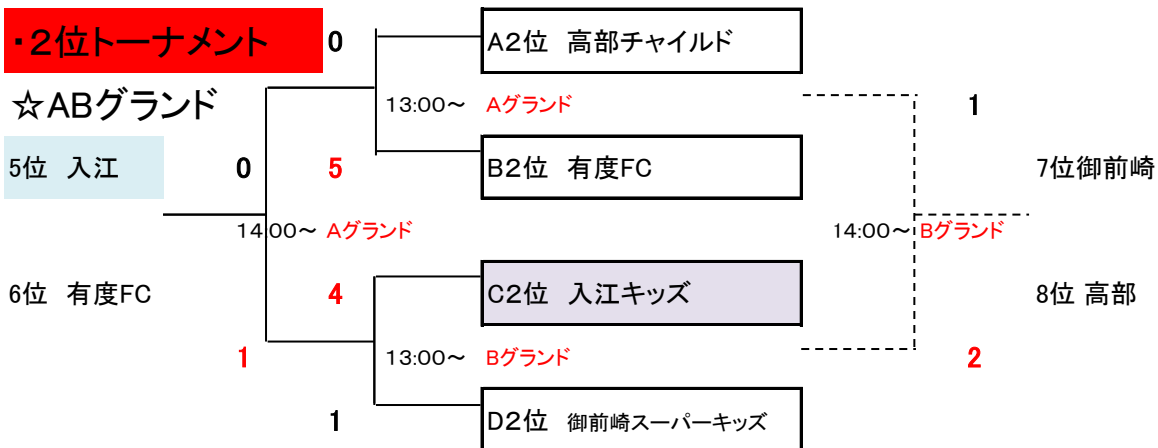 ・2位トーナメント 0 A2位 高部チャイルド
☆ABグランド 13:00～ Aグランド 1
5位 入江 0 5 B2位 有度FC 7位御前崎
14:00～ Aグランド 14:00～ Bグランド
6位 有度FC 4 C2位 入江キッズ 8位 高部
1 13:00～ Bグランド 2
1 D2位 御前崎スーパーキッズ